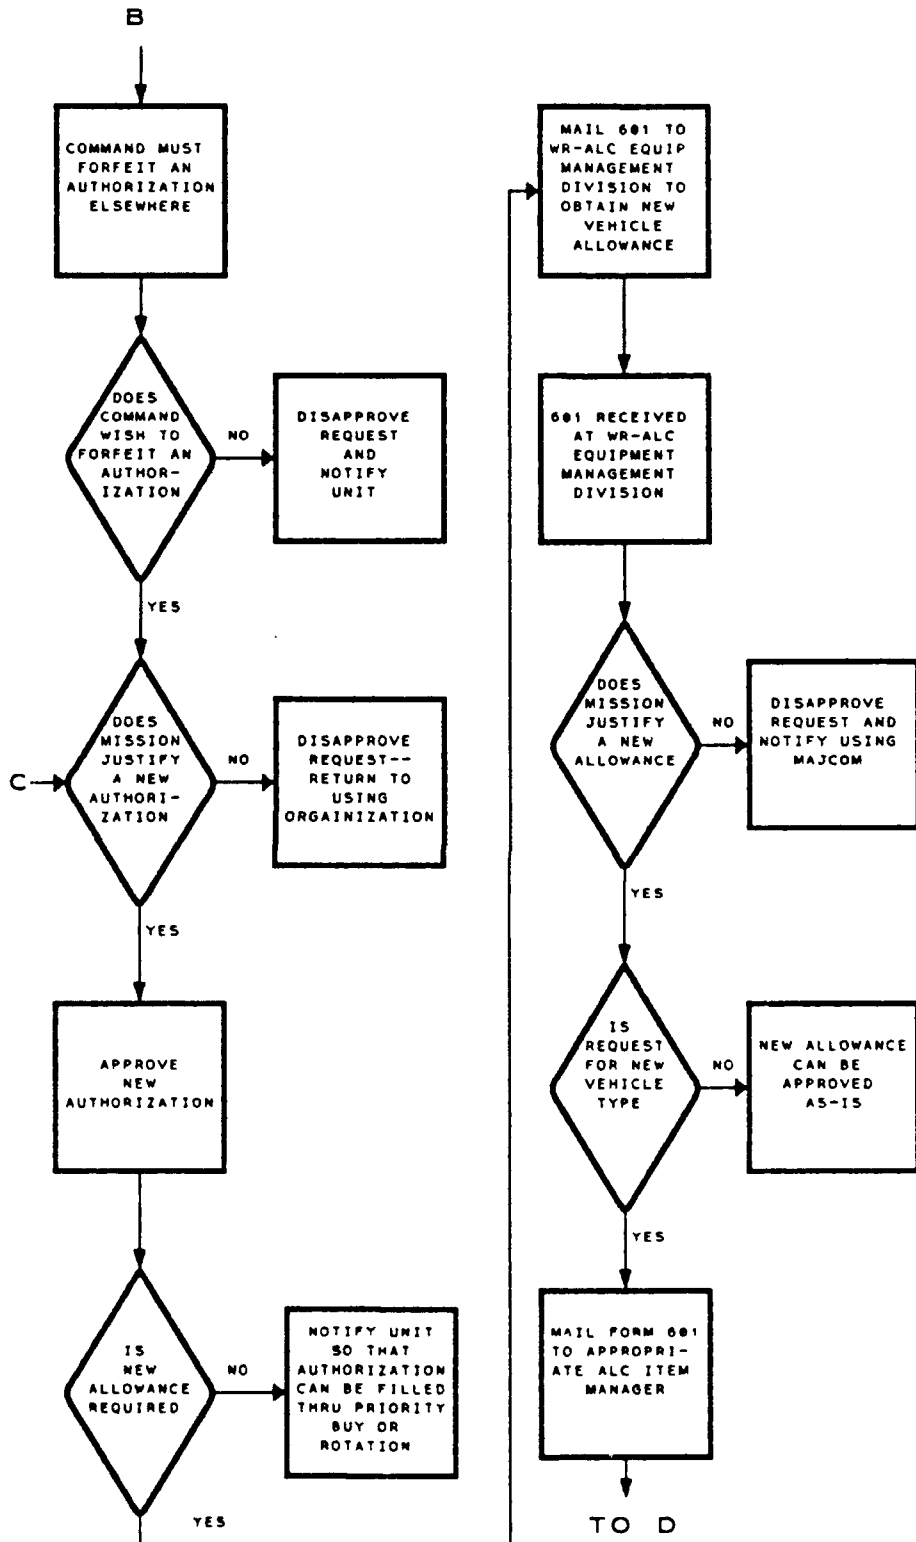 B
COMMAND MUST
FORFEIT AN
AUTHORIZATION
ELSEWHERE
DOES
COMMAND
WISH TO
FORFEIT AN
AUTHOR-
IZATION
NO
DISAPPROVE
REQUEST
AND
NOTIFY
UNIT
YES
C
DOES
MISSION
JUSTIFY
A NEW
AUTHORI-
ZATION
NO
DISAPPROVE
REQUEST--
RETURN TO
USING
ORGAINIZATION
YES
APPROVE
NEW
AUTHORIZATION
IS
NEW
ALLOWANCE
REQUIRED
NO
NOTIFY UNIT
SO THAT
AUTHORIZATION
CAN BE FILLED
THRU PRIORITY
BUY OR
ROTATION
YES
MAIL 601 TO
WR-ALC EQUIP
MANAGEMENT
DIVISION TO
OBTAIN NEW
VEHICLE
ALLOWANCE
601 RECEIVED
AT WR-ALC
EQUIPMENT
MANAGEMENT
DIVISION
DOES
MISSION
JUSTIFY
A NEW
ALLOWANCE
NO
DISAPPROVE
REQUEST AND
NOTIFY USING
MAJCOM
YES
IS
REQUEST
FOR NEW
VEHICLE
TYPE
NO
NEW ALLOWANCE
CAN BE
APPROVED
AS-IS
YES
MAIL FORM 601
TO APPROPRI-
ATE ALC ITEM
MANAGER
TO D